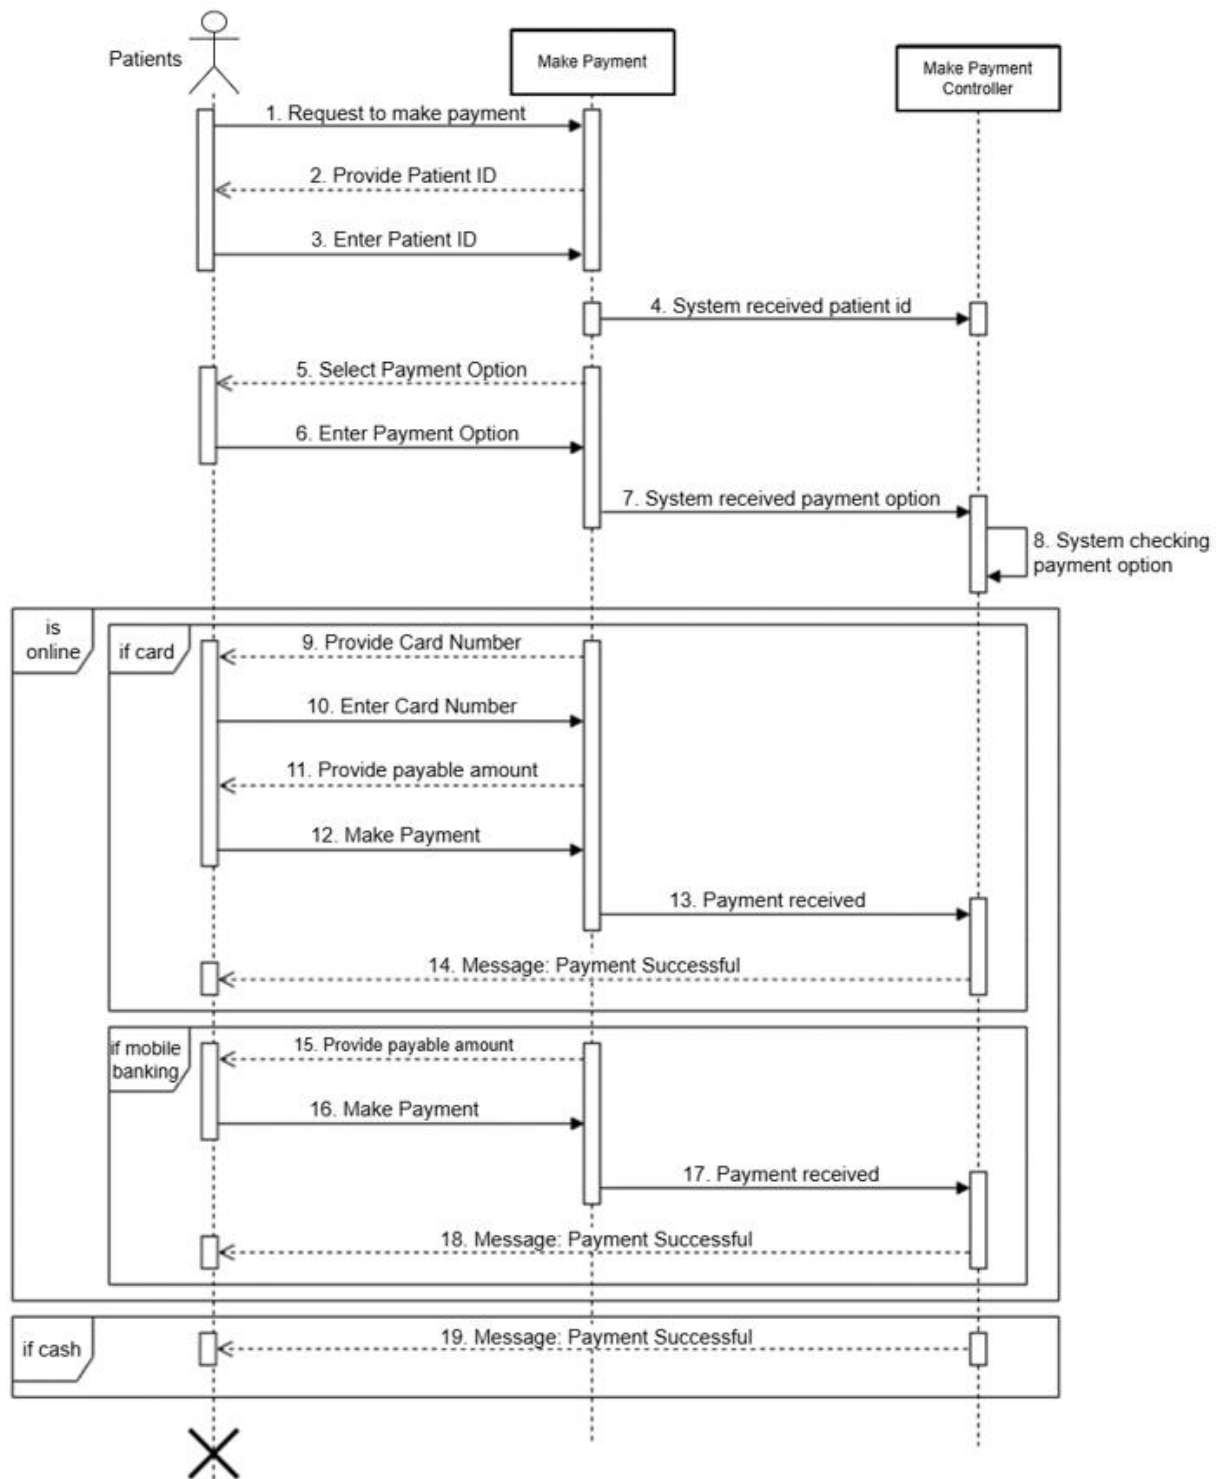 Patients
Make Payment
Make Payment
Controller
1. Request to make payment
2. Provide Patient ID
3. Enter Patient ID
4. System received patient id
5. Select Payment Option
6. Enter Payment Option
7. System received payment option
8. System checking
payment option
is
online
if card
9. Provide Card Number
10. Enter Card Number
11. Provide payable amount
12. Make Payment
13. Payment received
14. Message: Payment Successful
if mobile
banking
15. Provide payable amount
16. Make Payment
17. Payment received
18. Message: Payment Successful
if cash
19. Message: Payment Successful